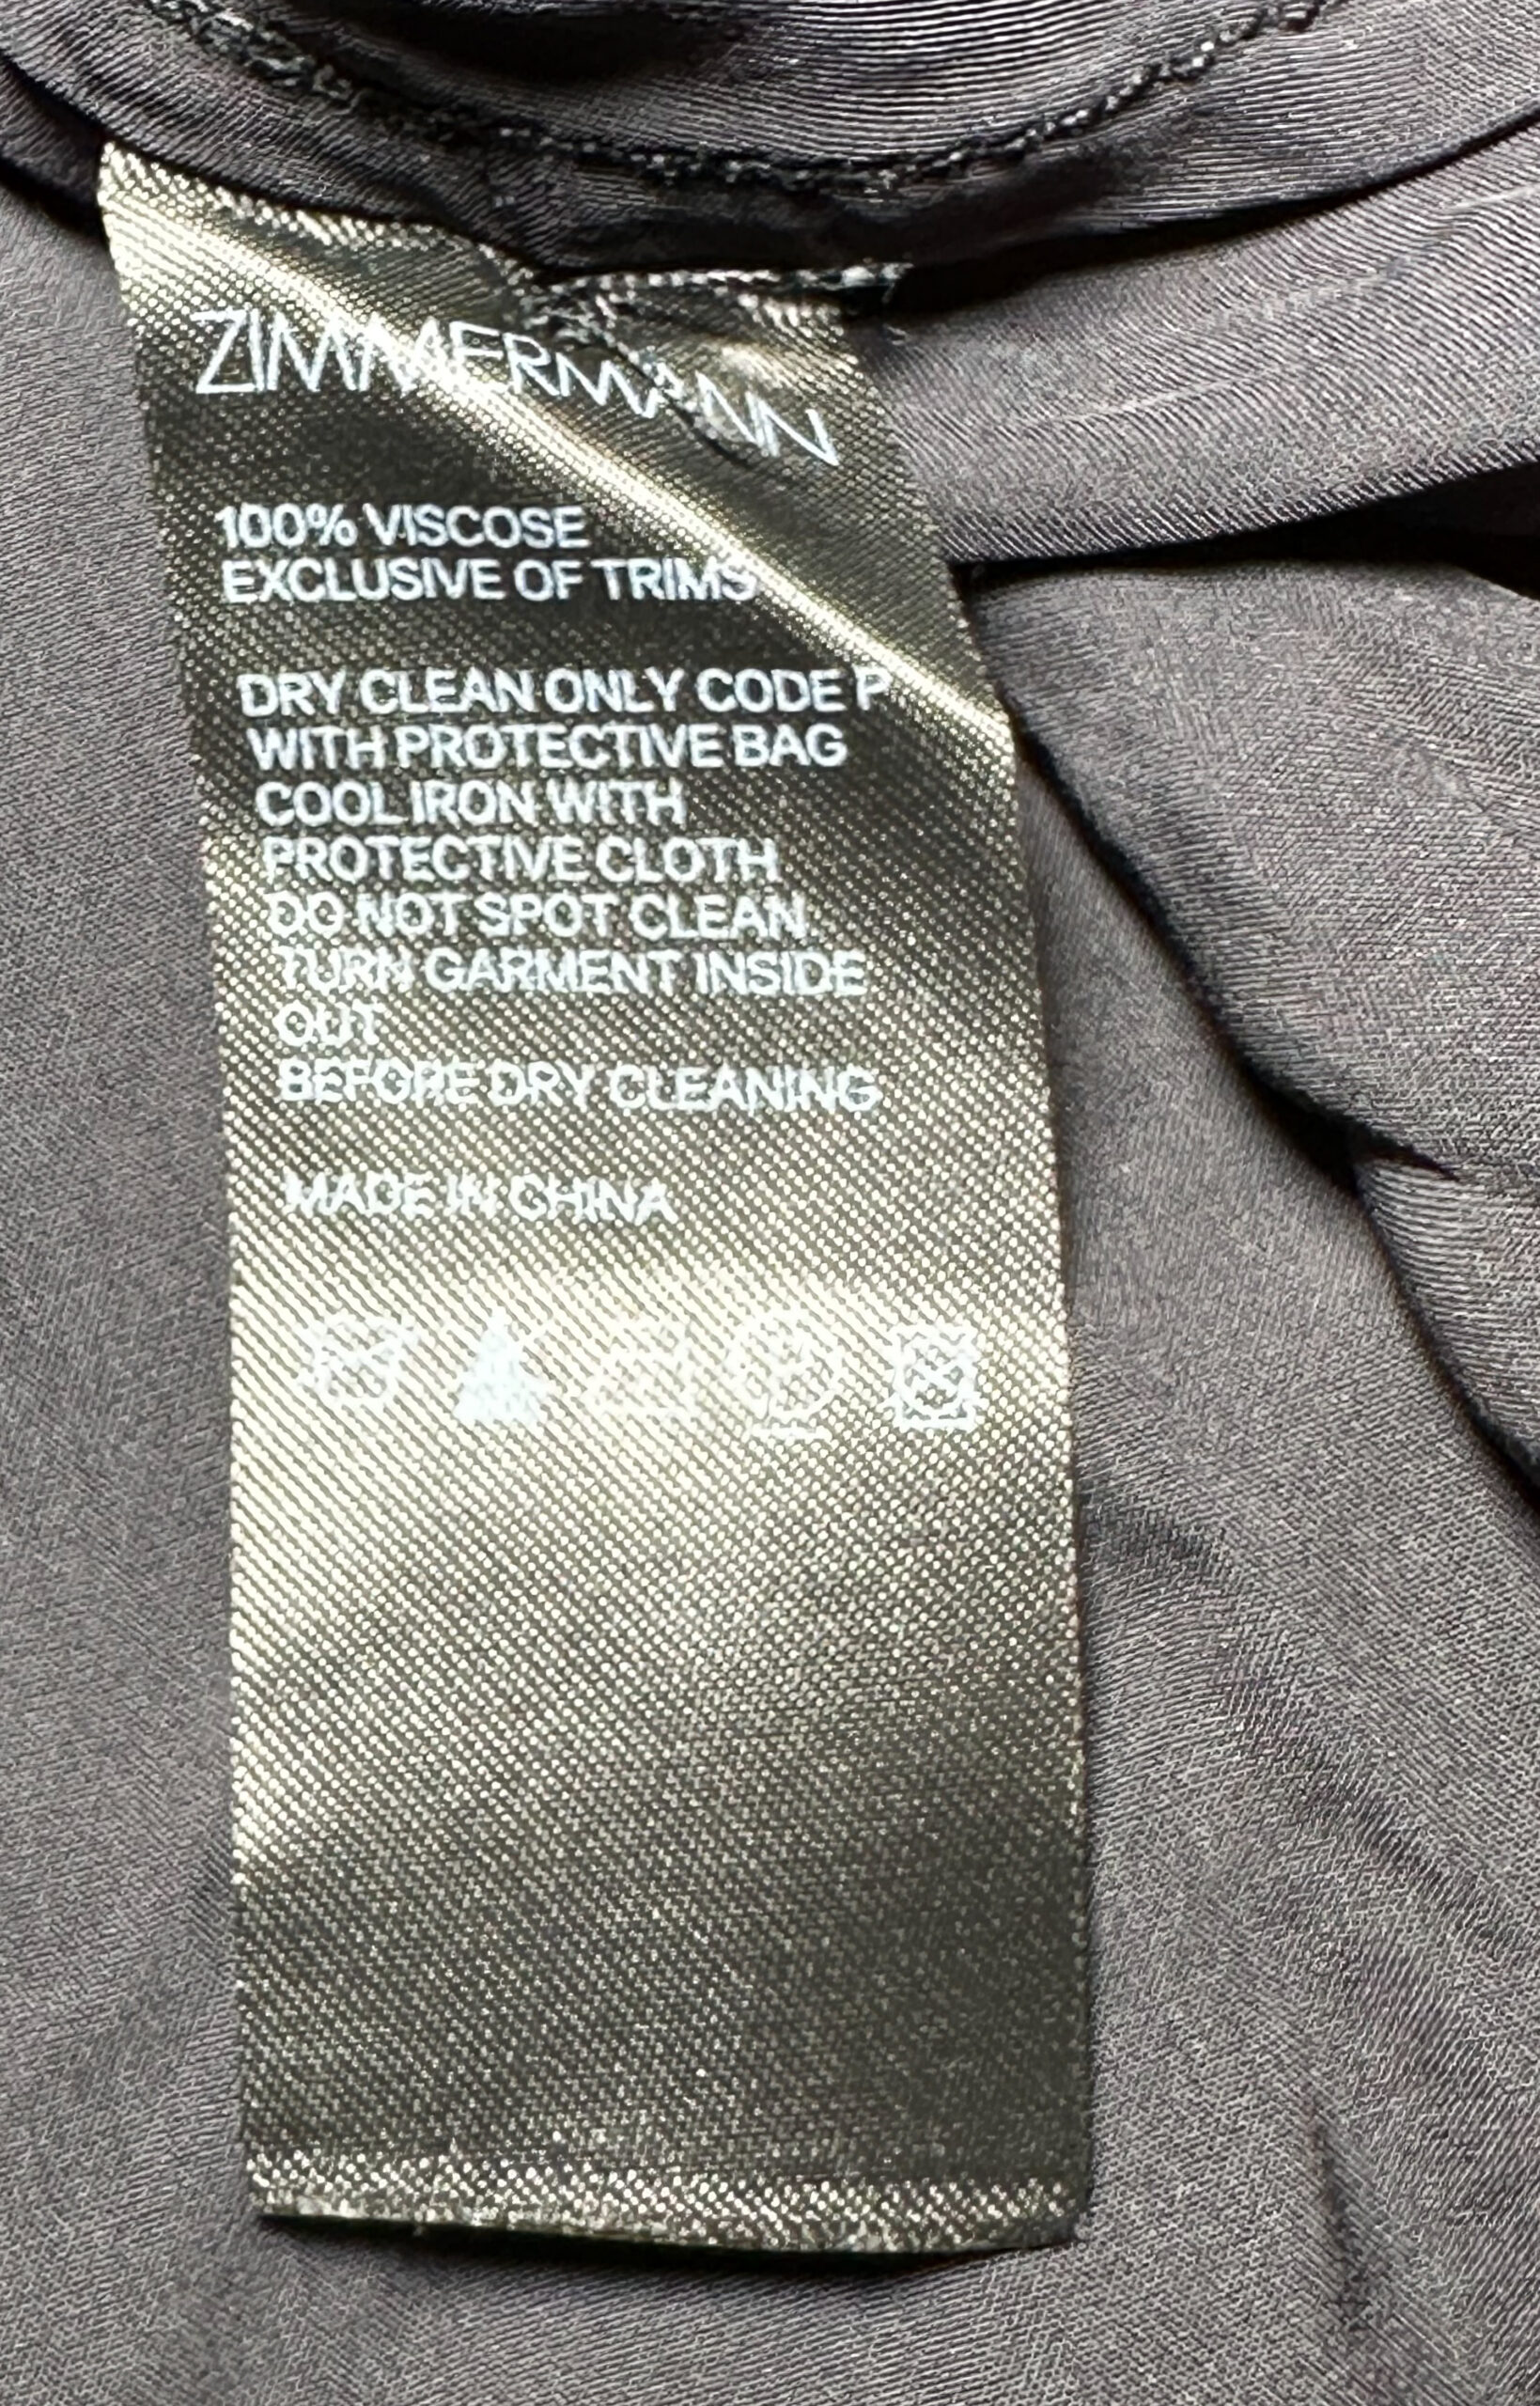 ZIMMERMANN
100% VISCOSE
EXCLUSIVE OF TRIMS
DRY CLEAN ONLY CODE P
WITH PROTECTIVE BAG
COOL IRON WITH
PROTECTIVE CLOTH
DO NOT SPOT CLEAN.
TURN GARMENT INSIDE
OUT
BEFORE DRY CLEANING
MADE IN CHINA